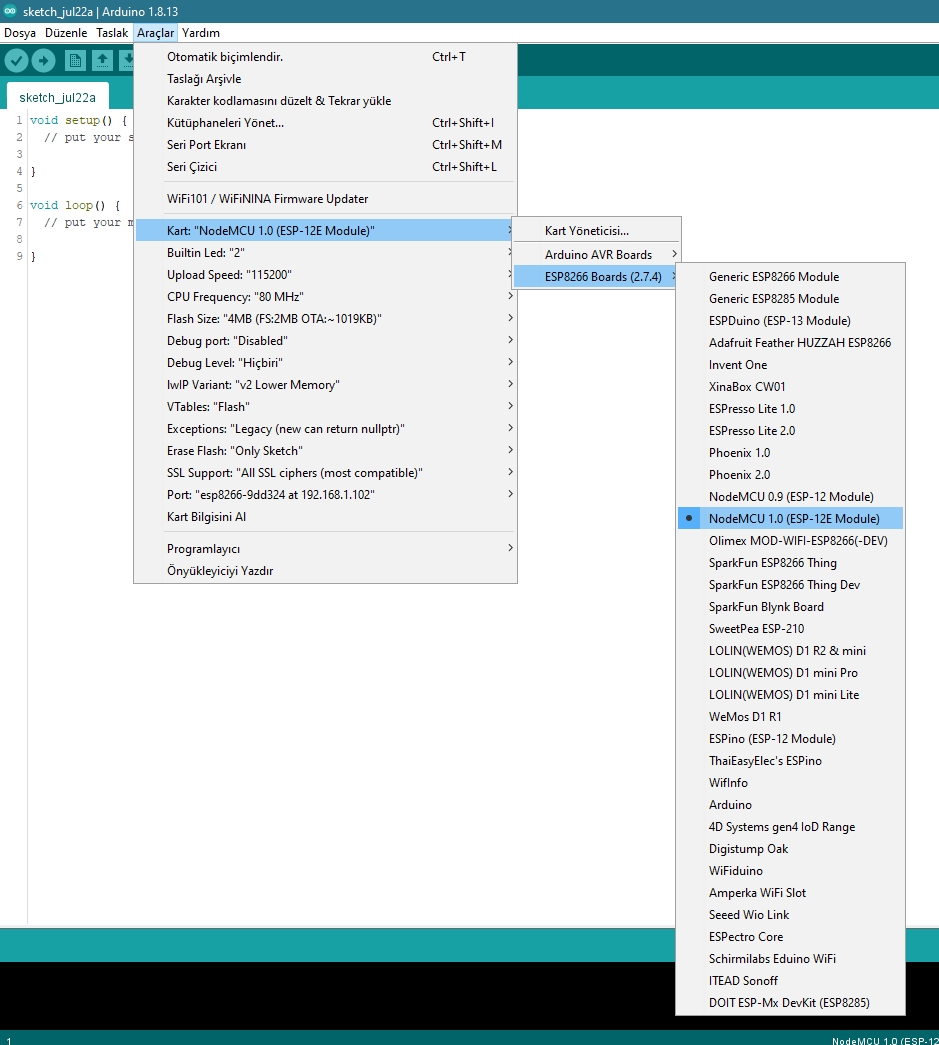 sketch_jul22a | Arduino 1.8.13
Dosya Düzenle Taslak Araçlar Yardım
sketch_jul22a
1 void setup() {
2 // put your s
3
4 }
5
6 void loop() {
7 // put your m
8
9 }
Otomatik biçimlendir. Ctrl+T
Taslağı Arşivle
Karakter kodlamasını düzelt & Tekrar yükle
Kütüphaneleri Yönet... Ctrl+Shift+I
Seri Port Ekranı Ctrl+Shift+M
Seri Çizici Ctrl+Shift+L
WiFi101 / WiFiNINA Firmware Updater
Kart: "NodeMCU 1.0 (ESP-12E Module)"
Builtin Led: "2"
Upload Speed: "115200"
CPU Frequency: "80 MHz"
Flash Size: "4MB (FS:2MB OTA:~1019KB)"
Debug port: "Disabled"
Debug Level: "Hiçbiri"
lwIP Variant: "v2 Lower Memory"
VTables: "Flash"
Exceptions: "Legacy (new can return nullptr)"
Erase Flash: "Only Sketch"
SSL Support: "All SSL ciphers (most compatible)"
Port: "esp8266-9dd324 at 192.168.1.102"
Kart Bilgisini Al
Programlayıcı
Önyükleyiciyi Yazdır
Kart Yöneticisi...
Arduino AVR Boards
ESP8266 Boards (2.7.4)
Generic ESP8266 Module
Generic ESP8285 Module
ESPDuino (ESP-13 Module)
Adafruit Feather HUZZAH ESP8266
Invent One
XinaBox CW01
ESPresso Lite 1.0
ESPresso Lite 2.0
Phoenix 1.0
Phoenix 2.0
NodeMCU 0.9 (ESP-12 Module)
NodeMCU 1.0 (ESP-12E Module)
Olimex MOD-WIFI-ESP8266(-DEV)
SparkFun ESP8266 Thing
SparkFun ESP8266 Thing Dev
SparkFun Blynk Board
SweetPea ESP-210
LOLIN(WEMOS) D1 R2 & mini
LOLIN(WEMOS) D1 mini Pro
LOLIN(WEMOS) D1 mini Lite
WeMos D1 R1
ESPino (ESP-12 Module)
ThaiEasyElec's ESPino
WifInfo
Arduino
4D Systems gen4 IoD Range
Digistump Oak
WiFiduino
Amperka WiFi Slot
Seeed Wio Link
ESPectro Core
Schirmilabs Eduino WiFi
ITEAD Sonoff
DOIT ESP-Mx DevKit (ESP8285)
1 NodeMCU 1.0 (ESP-12